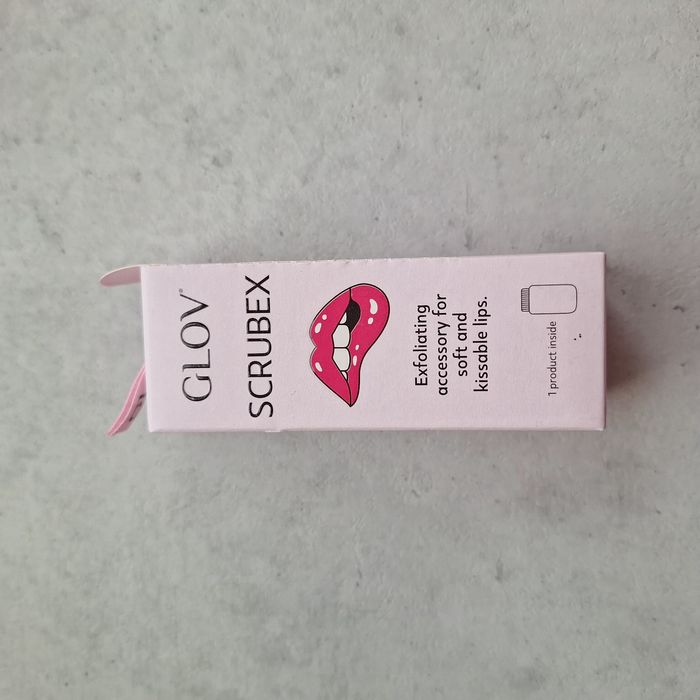 GLOV®
SCRUBEX
Exfoliating
accessory for
soft and
kissable lips.
1 product inside